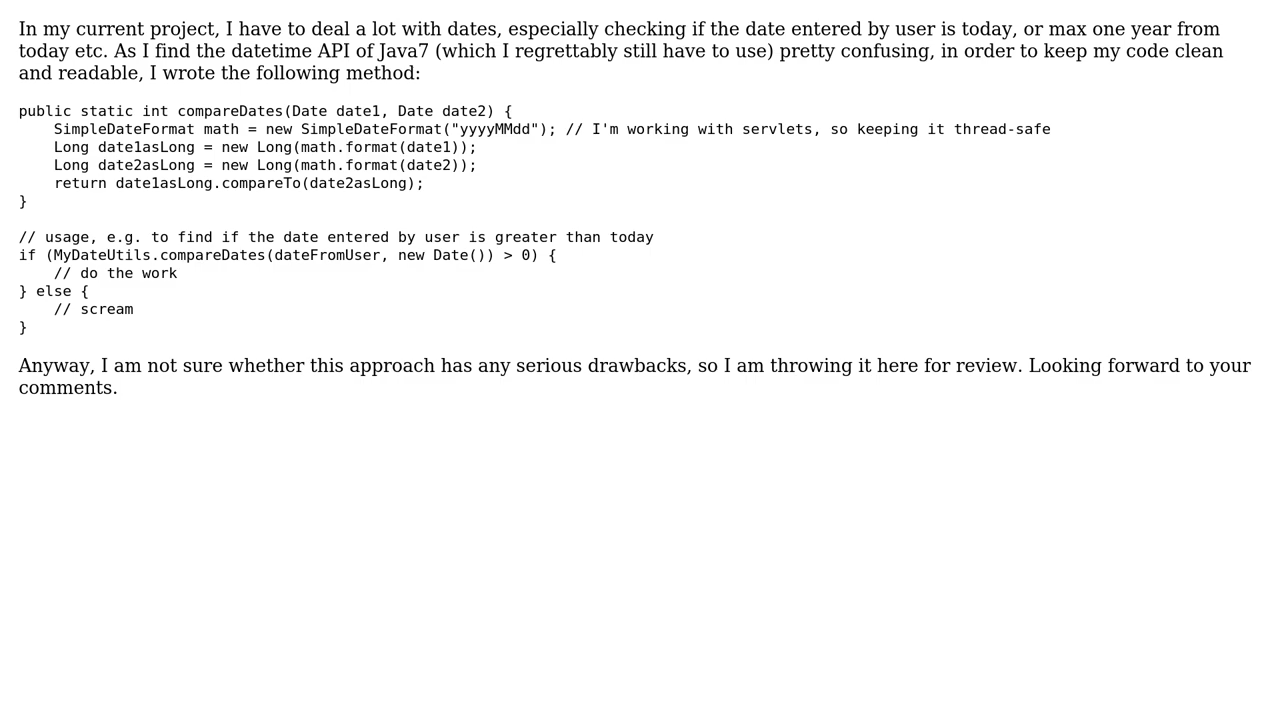 In my current project, I have to deal a lot with dates, especially checking if the date entered by user is today, or max one year from
today etc. As I find the datetime API of Java7 (which I regrettably still have to use) pretty confusing, in order to keep my code clean
and readable, I wrote the following method:
public static int compareDates(Date date1, Date date2) {
    SimpleDateFormat math = new SimpleDateFormat("yyyyMMdd"); // I'm working with servlets, so keeping it thread-safe
    Long date1asLong = new Long(math.format(date1));
    Long date2asLong = new Long(math.format(date2));
    return date1asLong.compareTo(date2asLong);
}
// usage, e.g. to find if the date entered by user is greater than today
if (MyDateUtils.compareDates(dateFromUser, new Date()) > 0) {
    // do the work
} else {
    // scream
}
Anyway, I am not sure whether this approach has any serious drawbacks, so I am throwing it here for review. Looking forward to your
comments.